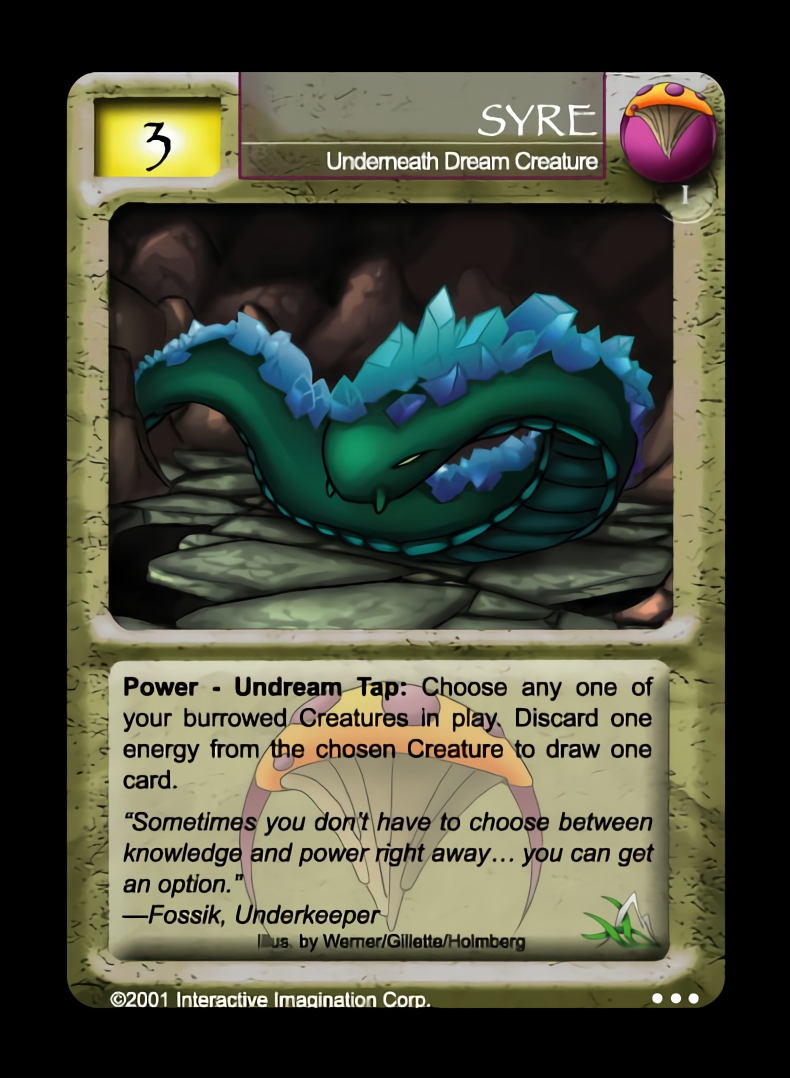 3
SYRE
Underneath Dream Creature
I
Power - Undream Tap: Choose any one of
your burrowed Creatures in play. Discard one
energy from the chosen Creature to draw one
card.
“Sometimes you don't have to choose between
knowledge and power right away... you can get
an option.”
—Fossik, Underkeeper
Illus. by Werner/Gillette/Holmberg
©2001 Interactive Imagination Corp.